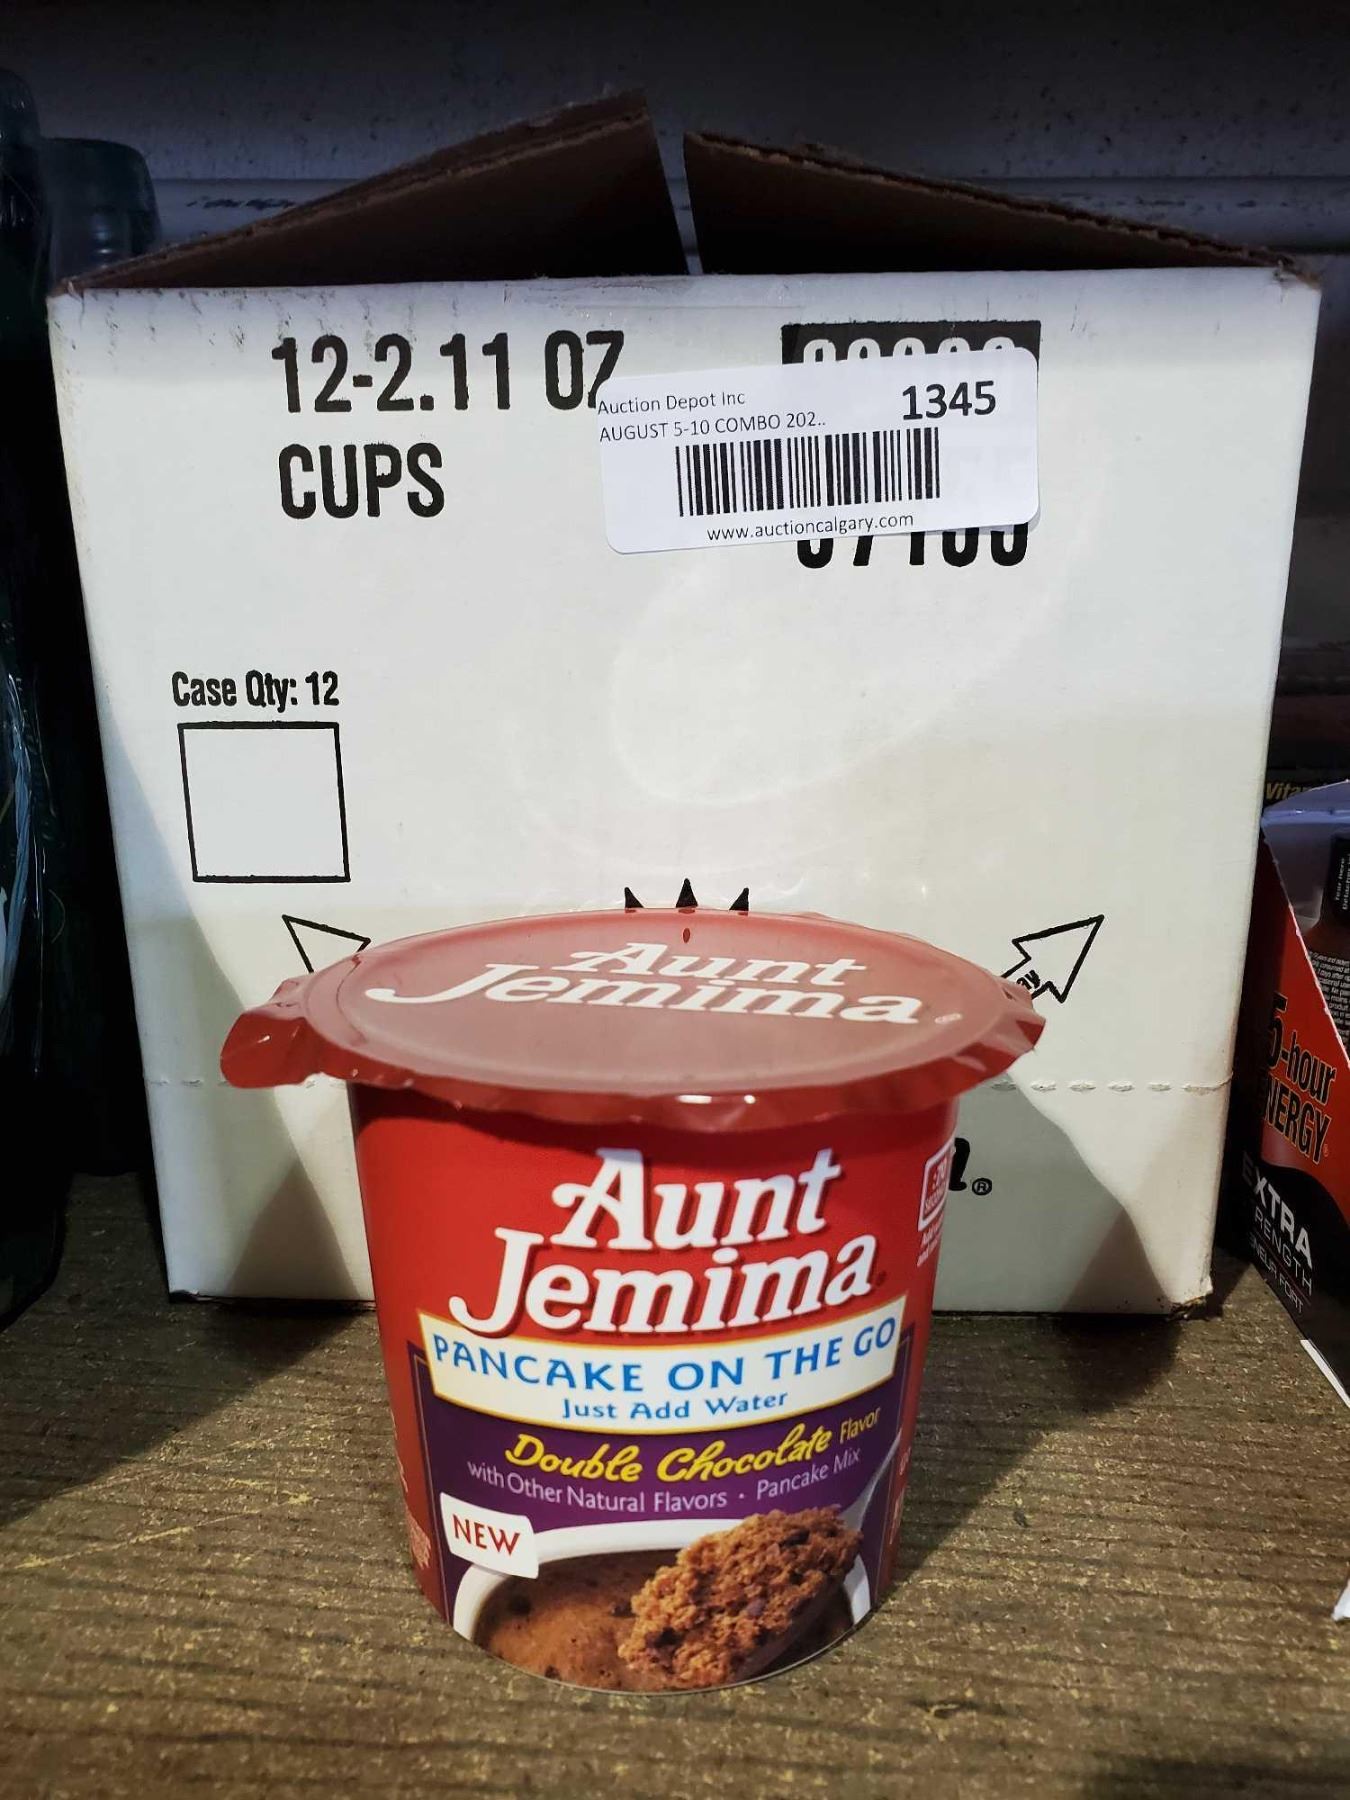 12-2.11 OZ
CUPS
Auction Depot Inc
1345
AUGUST 5-10 COMBO 202..
www.auctioncalgary.com
Case Qty: 12
Aunt
Jemima
Aunt
Jemima
PANCAKE ON THE GO
Just Add Water
Double Chocolate Flavor
with Other Natural Flavors • Pancake Mix
NEW
®
5-hour
ENERGY
EXTRA